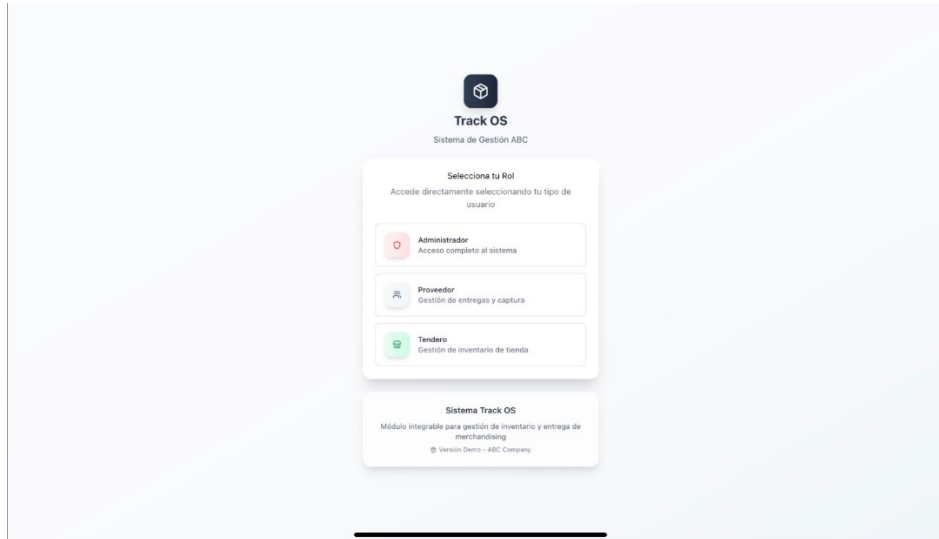 Track OS
Sistema de Gestión ABC
Selecciona tu Rol
Accede directamente seleccionando tu tipo de
usuario
Administrador
Acceso completo al sistema
Proveedor
Gestión de entregas y captura
Tendero
Gestión de inventario de tienda
Sistema Track OS
Módulo integrable para gestión de inventario y entrega de
merchandising
Versión Demo - ABC Company